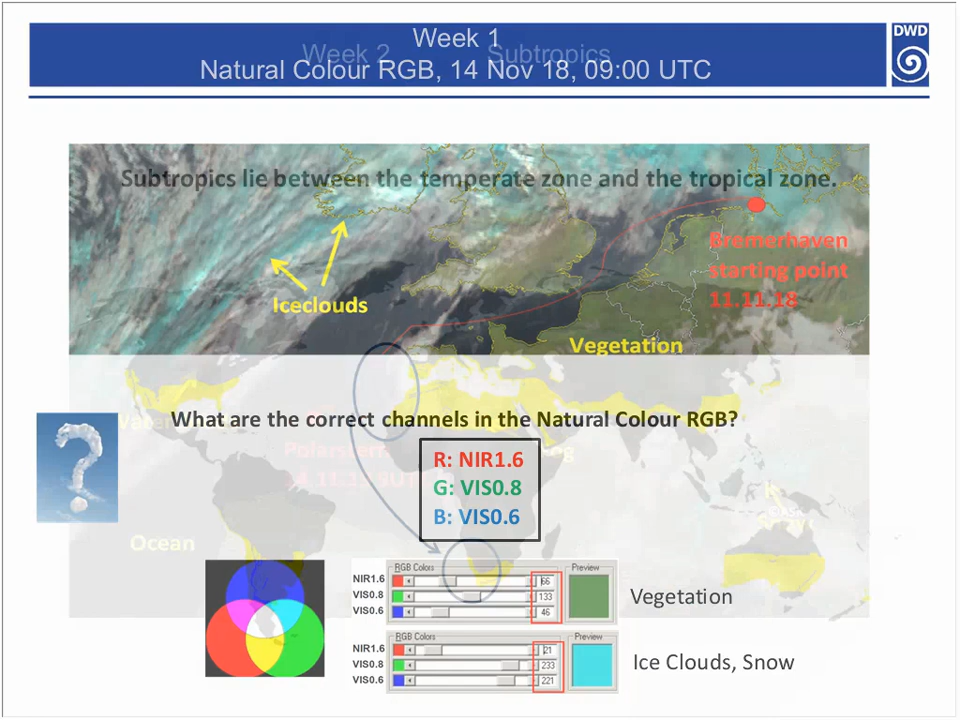 Week 1
Week 2 Subtropics
Natural Colour RGB, 14 Nov 18, 09:00 UTC
DWD
Subtropics lie between the temperate zone and the tropical zone.
Bremerhaven
starting point
11.11.18
Iceclouds
Vegetation
What are the correct channels in the Natural Colour RGB?
Polarstern
R: NIR1.6
G: VIS0.8
B: VIS0.6
Ocean
RGB Colors
Preview
NIR1.6 66
VIS0.8 133
VIS0.6 46
Vegetation
RGB Colors
Preview
NIR1.6 21
VIS0.8 233
VIS0.6 221
Ice Clouds, Snow